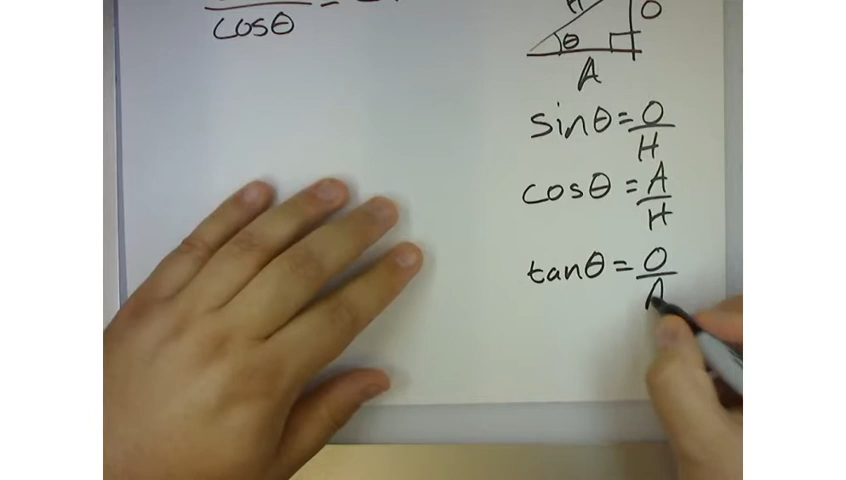 cosθ =
H
O
θ
A
sinθ = O
H
cosθ = A
H
tanθ = O
A